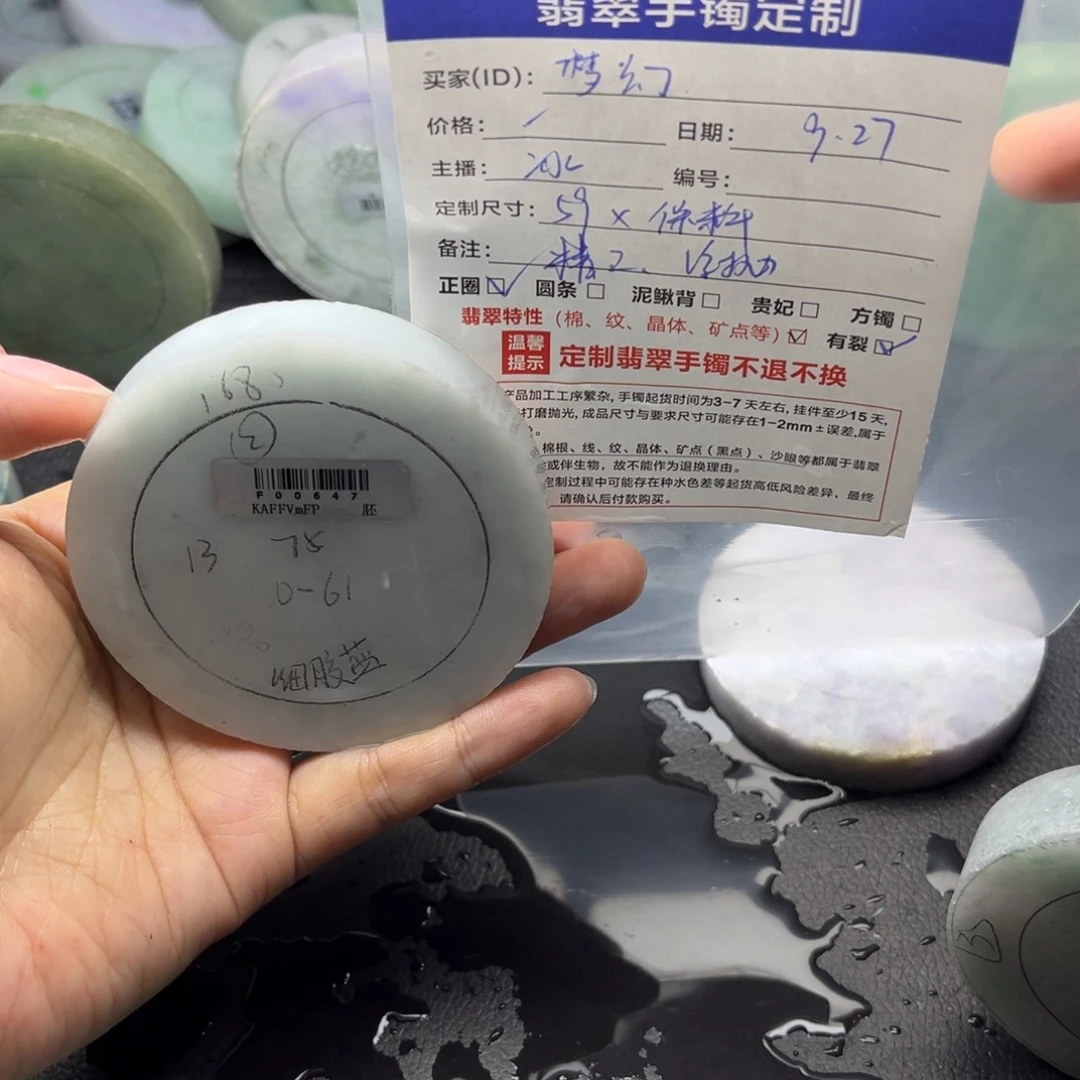 翡翠手镯定制
买家(ID): 梦幻
价格: 日期: 9.27
主播: 编号:
定制尺寸: 59 × 保料
备注: 精工、
正圈☑ 圆条□ 泥鳅背□ 贵妃□ 方镯□
翡翠特性(棉、纹、晶体、矿点等)☑ 有裂☑
温馨提示 定制翡翠手镯不退不换
产品加工工序繁杂,手镯起货时间为3-7天左右,挂件至少15天,
打磨抛光,成品尺寸与要求尺寸可能存在1-2mm±误差,属于
棉根、线、纹、晶体、矿点(黑点)、沙眼等都属于翡翠
或伴生物,故不能作为退换理由。
定制过程中可能存在种水色差等起货高低风险差异,最终
请确认后付款购买。
168
②
F00647
KAFFVmFP 胚
13 78
0-61
细胶蓝